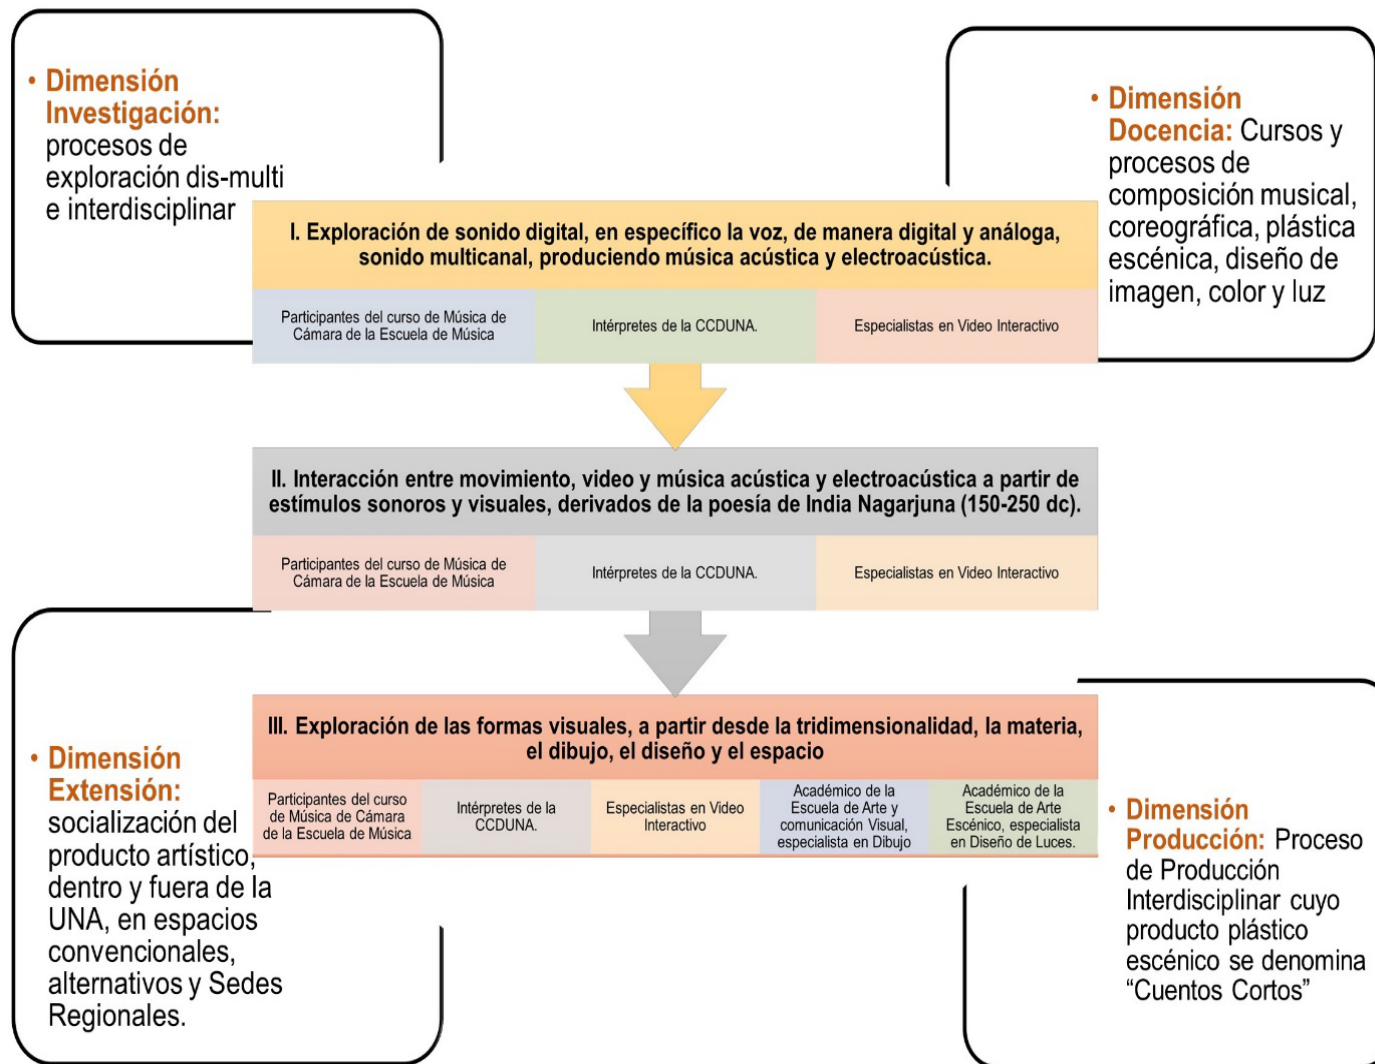 • Dimensión
Investigación:
procesos de
exploración dis-multi
e interdisciplinar
• Dimensión
Docencia: Cursos y
procesos de
composición musical,
coreográfica, plástica
escénica, diseño de
imagen, color y luz
I. Exploración de sonido digital, en específico la voz, de manera digital y análoga,
sonido multicanal, produciendo música acústica y electroacústica.
Participantes del curso de Música de
Cámara de la Escuela de Música
Intérpretes de la CCDUNA.
Especialistas en Video Interactivo
II. Interacción entre movimiento, video y música acústica y electroacústica a partir de
estímulos sonoros y visuales, derivados de la poesía de India Nagarjuna (150-250 dc).
Participantes del curso de Música de
Cámara de la Escuela de Música
Intérpretes de la CCDUNA.
Especialistas en Video Interactivo
III. Exploración de las formas visuales, a partir desde la tridimensionalidad, la materia,
el dibujo, el diseño y el espacio
Participantes del curso
de Música de Cámara
de la Escuela de Música
Intérpretes de la
CCDUNA.
Especialistas en Video
Interactivo
Académico de la
Escuela de Arte y
comunicación Visual,
especialista en Dibujo
Académico de la
Escuela de Arte
Escénico, especialista
en Diseño de Luces.
• Dimensión
Extensión:
socialización del
producto artístico,
dentro y fuera de la
UNA, en espacios
convencionales,
alternativos y Sedes
Regionales.
• Dimensión
Producción: Proceso
de Producción
Interdisciplinar cuyo
producto plástico
escénico se denomina
“Cuentos Cortos”